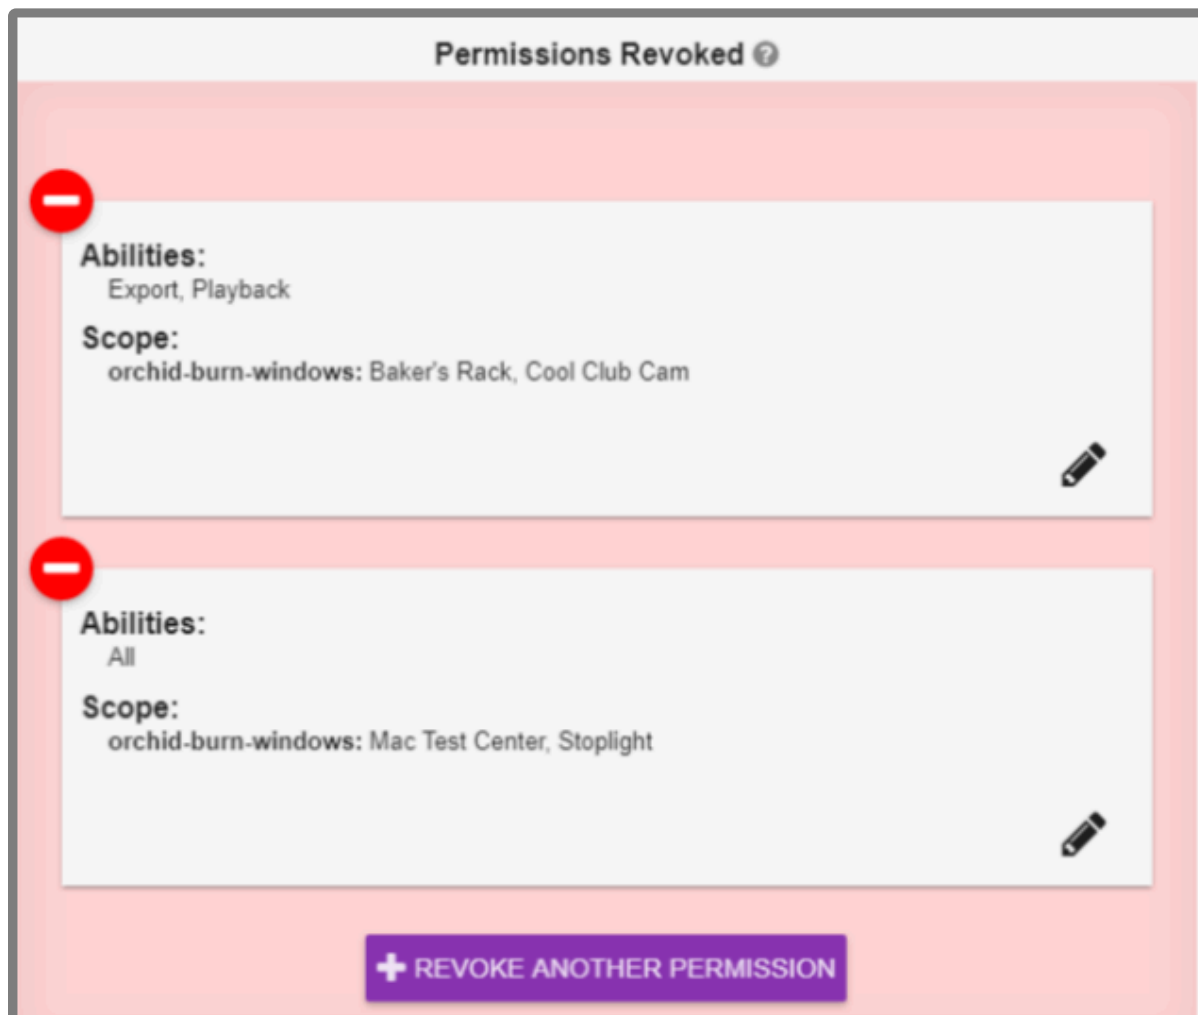 Permissions Revoked ?
Abilities:
Export, Playback
Scope:
orchid-burn-windows: Baker's Rack, Cool Club Cam
Abilities:
All
Scope:
orchid-burn-windows: Mac Test Center, Stoplight
REVOKE ANOTHER PERMISSION